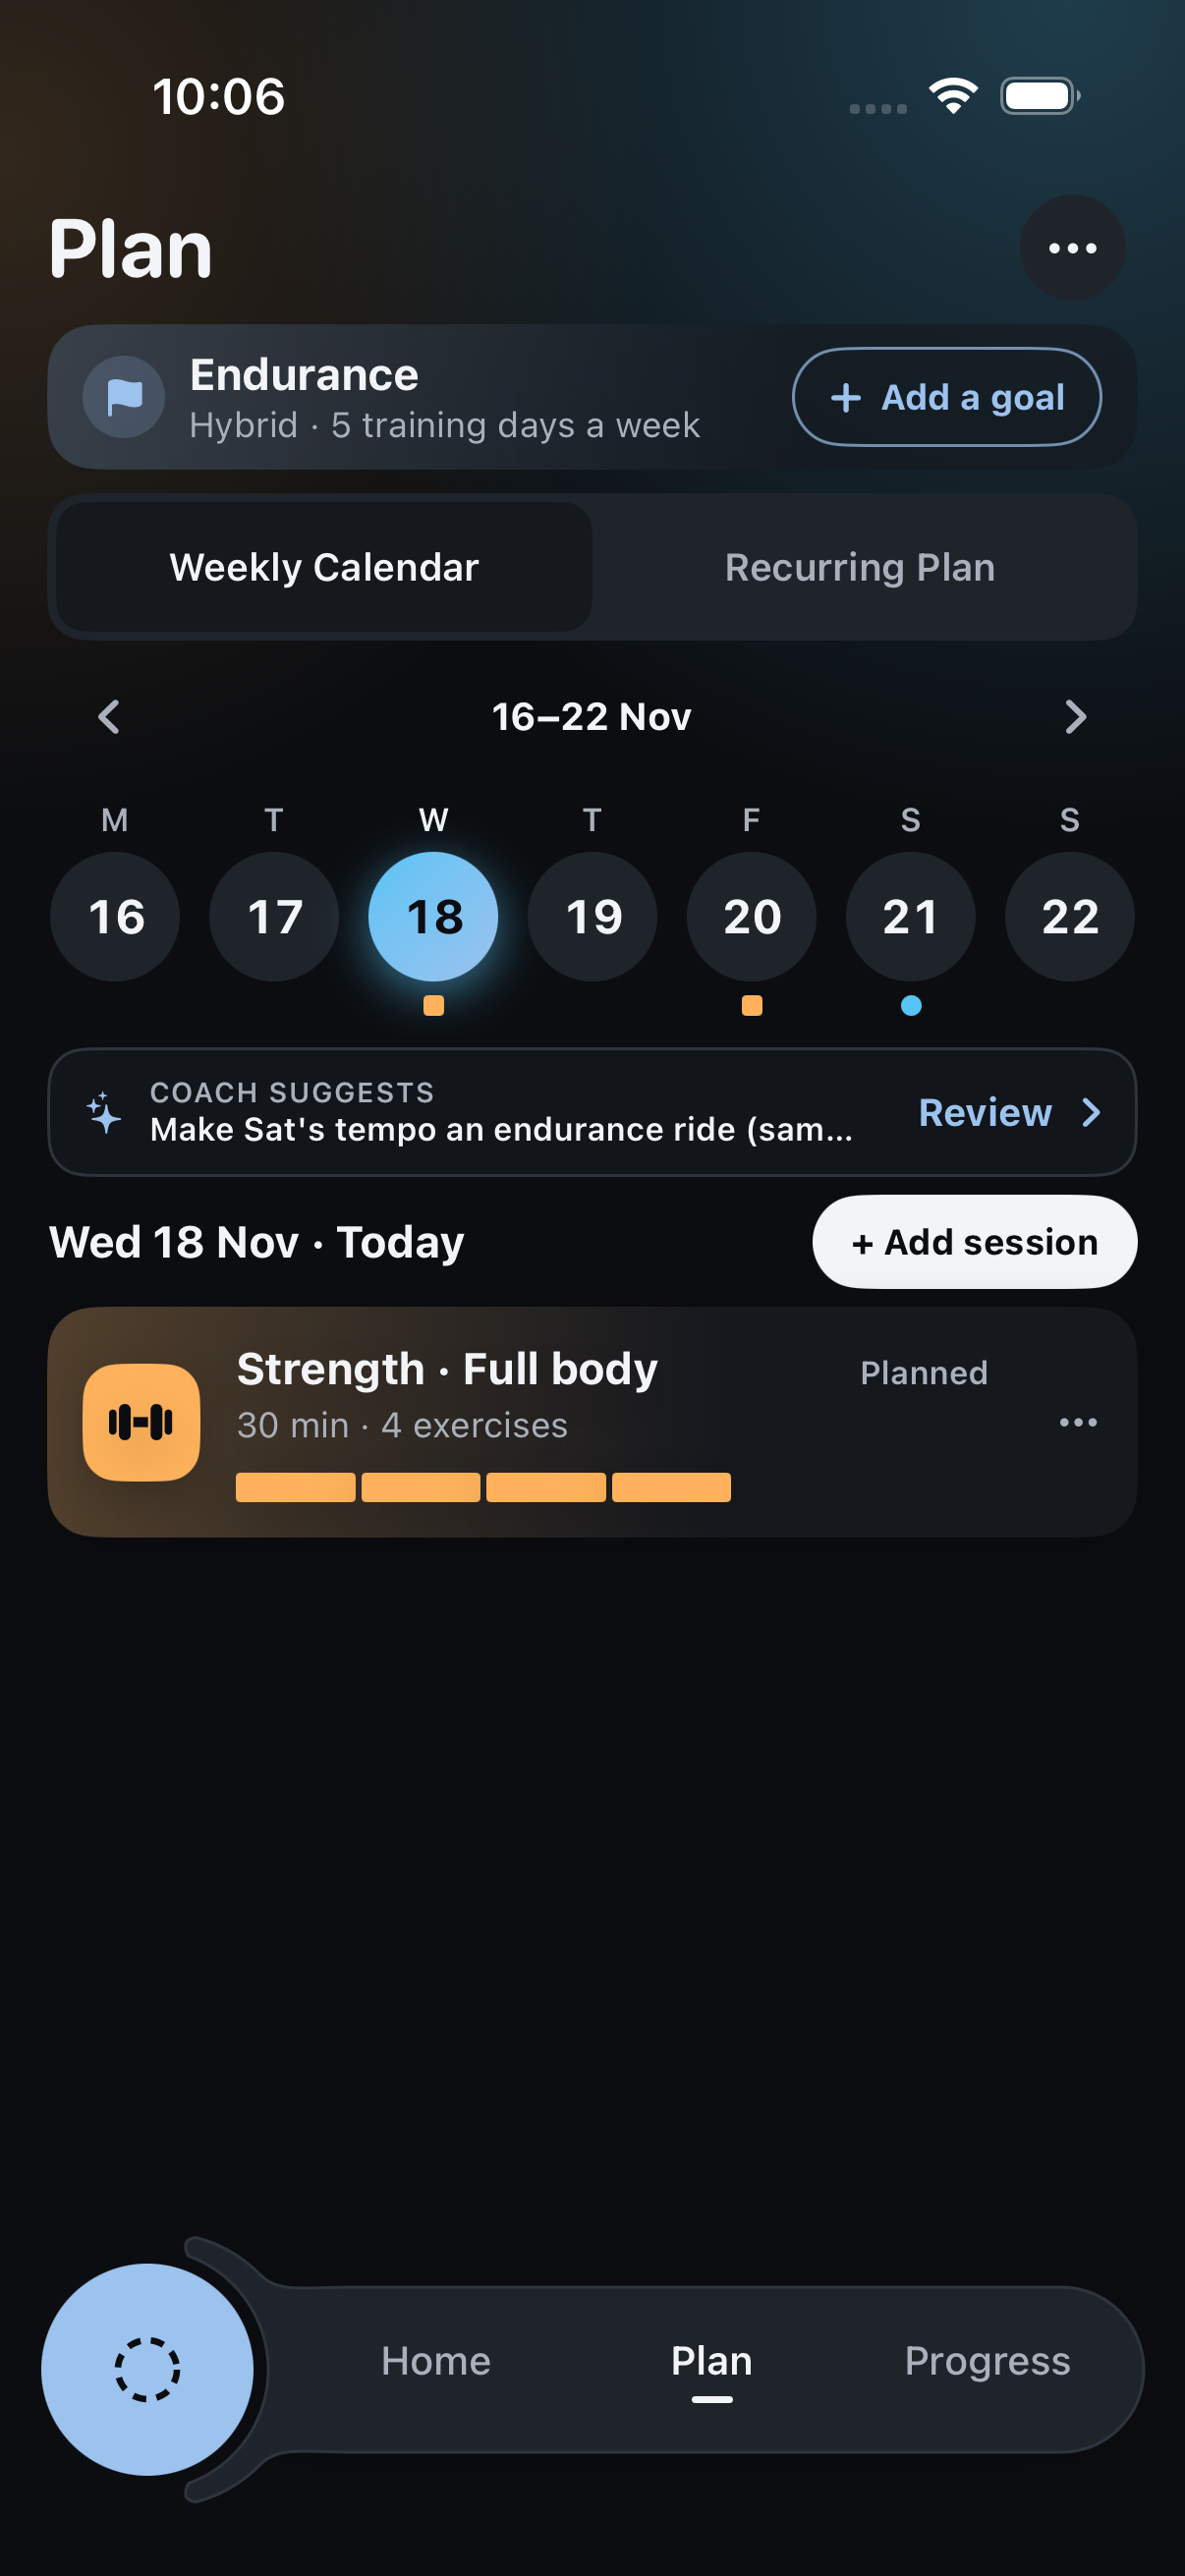 10:06
Plan
Endurance
Hybrid · 5 training days a week
+ Add a goal
Weekly Calendar
Recurring Plan
16–22 Nov
M T W T F S S
16 17 18 19 20 21 22
COACH SUGGESTS
Make Sat's tempo an endurance ride (sam...
Review
Wed 18 Nov · Today
+ Add session
Strength · Full body
Planned
30 min · 4 exercises
Home
Plan
Progress